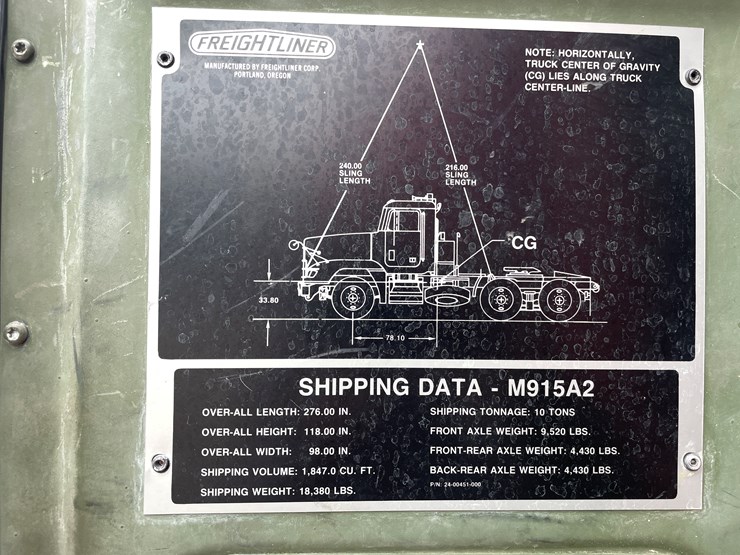 FREIGHTLINER
MANUFACTURED BY FREIGHTLINER CORP.
PORTLAND, OREGON
NOTE: HORIZONTALLY,
TRUCK CENTER OF GRAVITY
(CG) LIES ALONG TRUCK
CENTER-LINE.
240.00
SLING
LENGTH
216.00
SLING
LENGTH
CG
33.80
78.10
SHIPPING DATA - M915A2
OVER-ALL LENGTH: 276.00 IN.
OVER-ALL HEIGHT: 118.00 IN.
OVER-ALL WIDTH: 98.00 IN.
SHIPPING VOLUME: 1,847.0 CU. FT.
SHIPPING WEIGHT: 18,380 LBS.
SHIPPING TONNAGE: 10 TONS
FRONT AXLE WEIGHT: 9,520 LBS.
FRONT-REAR AXLE WEIGHT: 4,430 LBS.
BACK-REAR AXLE WEIGHT: 4,430 LBS.
P/N: 24-00451-000